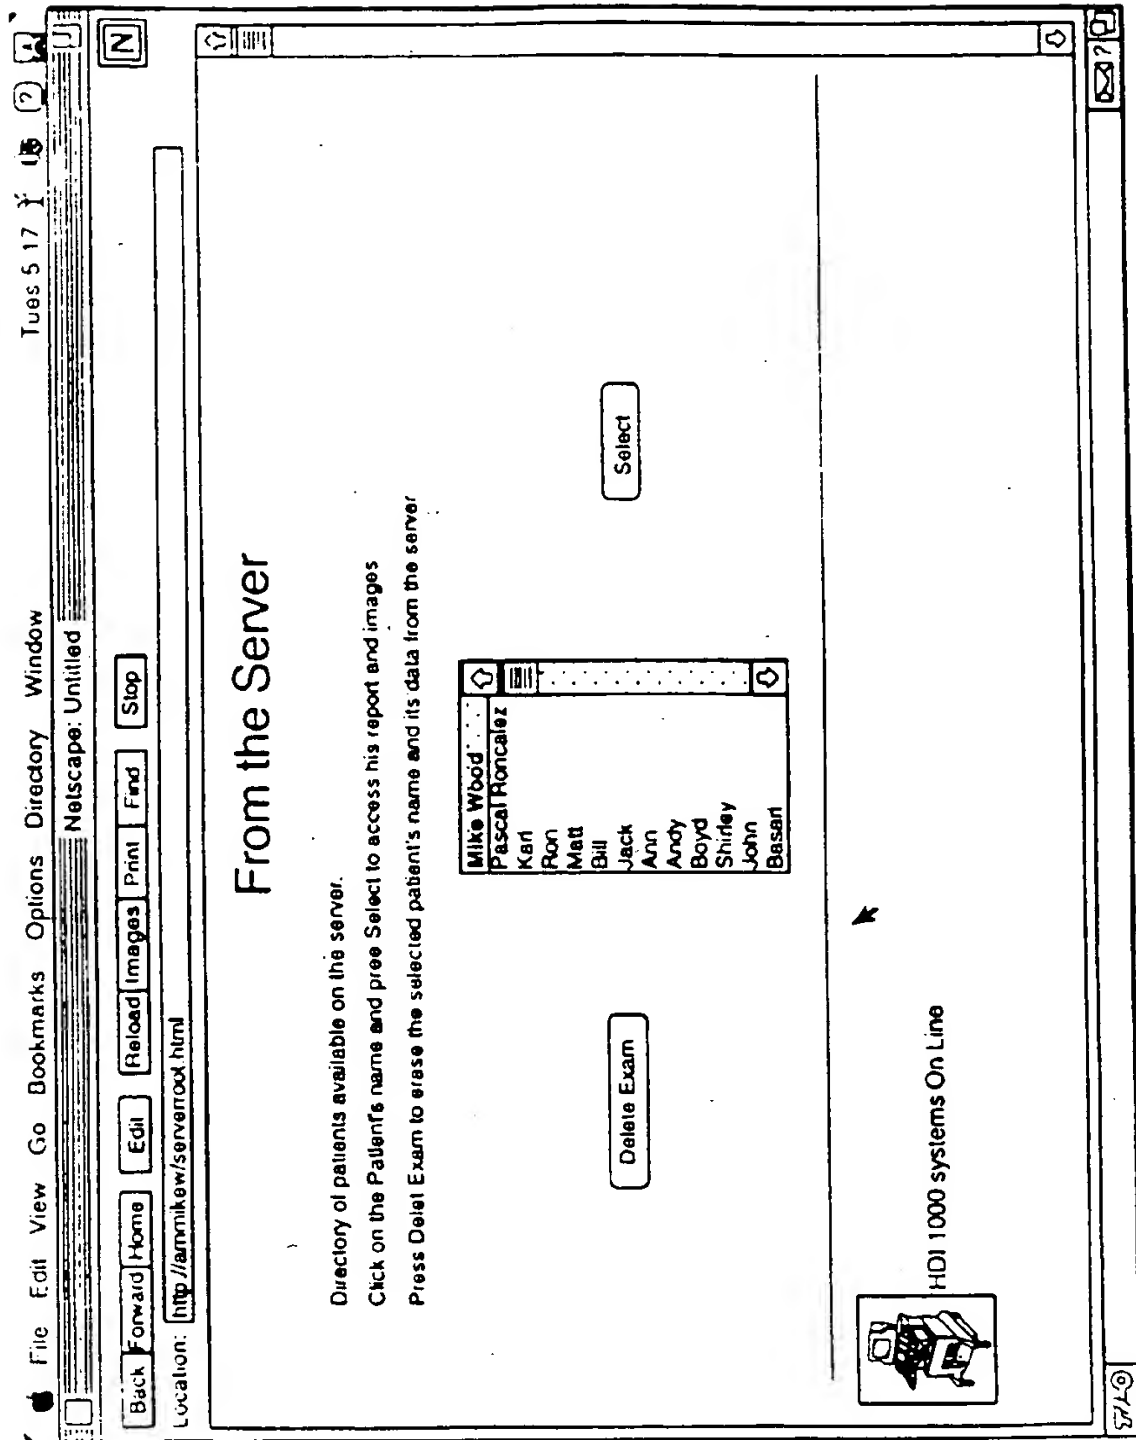 File Edit View Go Bookmarks Options Directory Window Tues 5 17
Netscape: Untitled
Back Forward Home Edit Reload Images Print Find Stop
N
Location: http://ammikew/serverroot.html
From the Server
Directory of patients available on the server.
Click on the Patient's name and pree Select to access his report and images
Press Delet Exam to erase the selected patient's name and its data from the server
Mike Wood
Pascal Roncalez
Karl
Ron
Matt
Bill
Jack
Ann
Andy
Boyd
Shirley
John
Basarl
Delete Exam
Select
HDI 1000 systems On Line
?